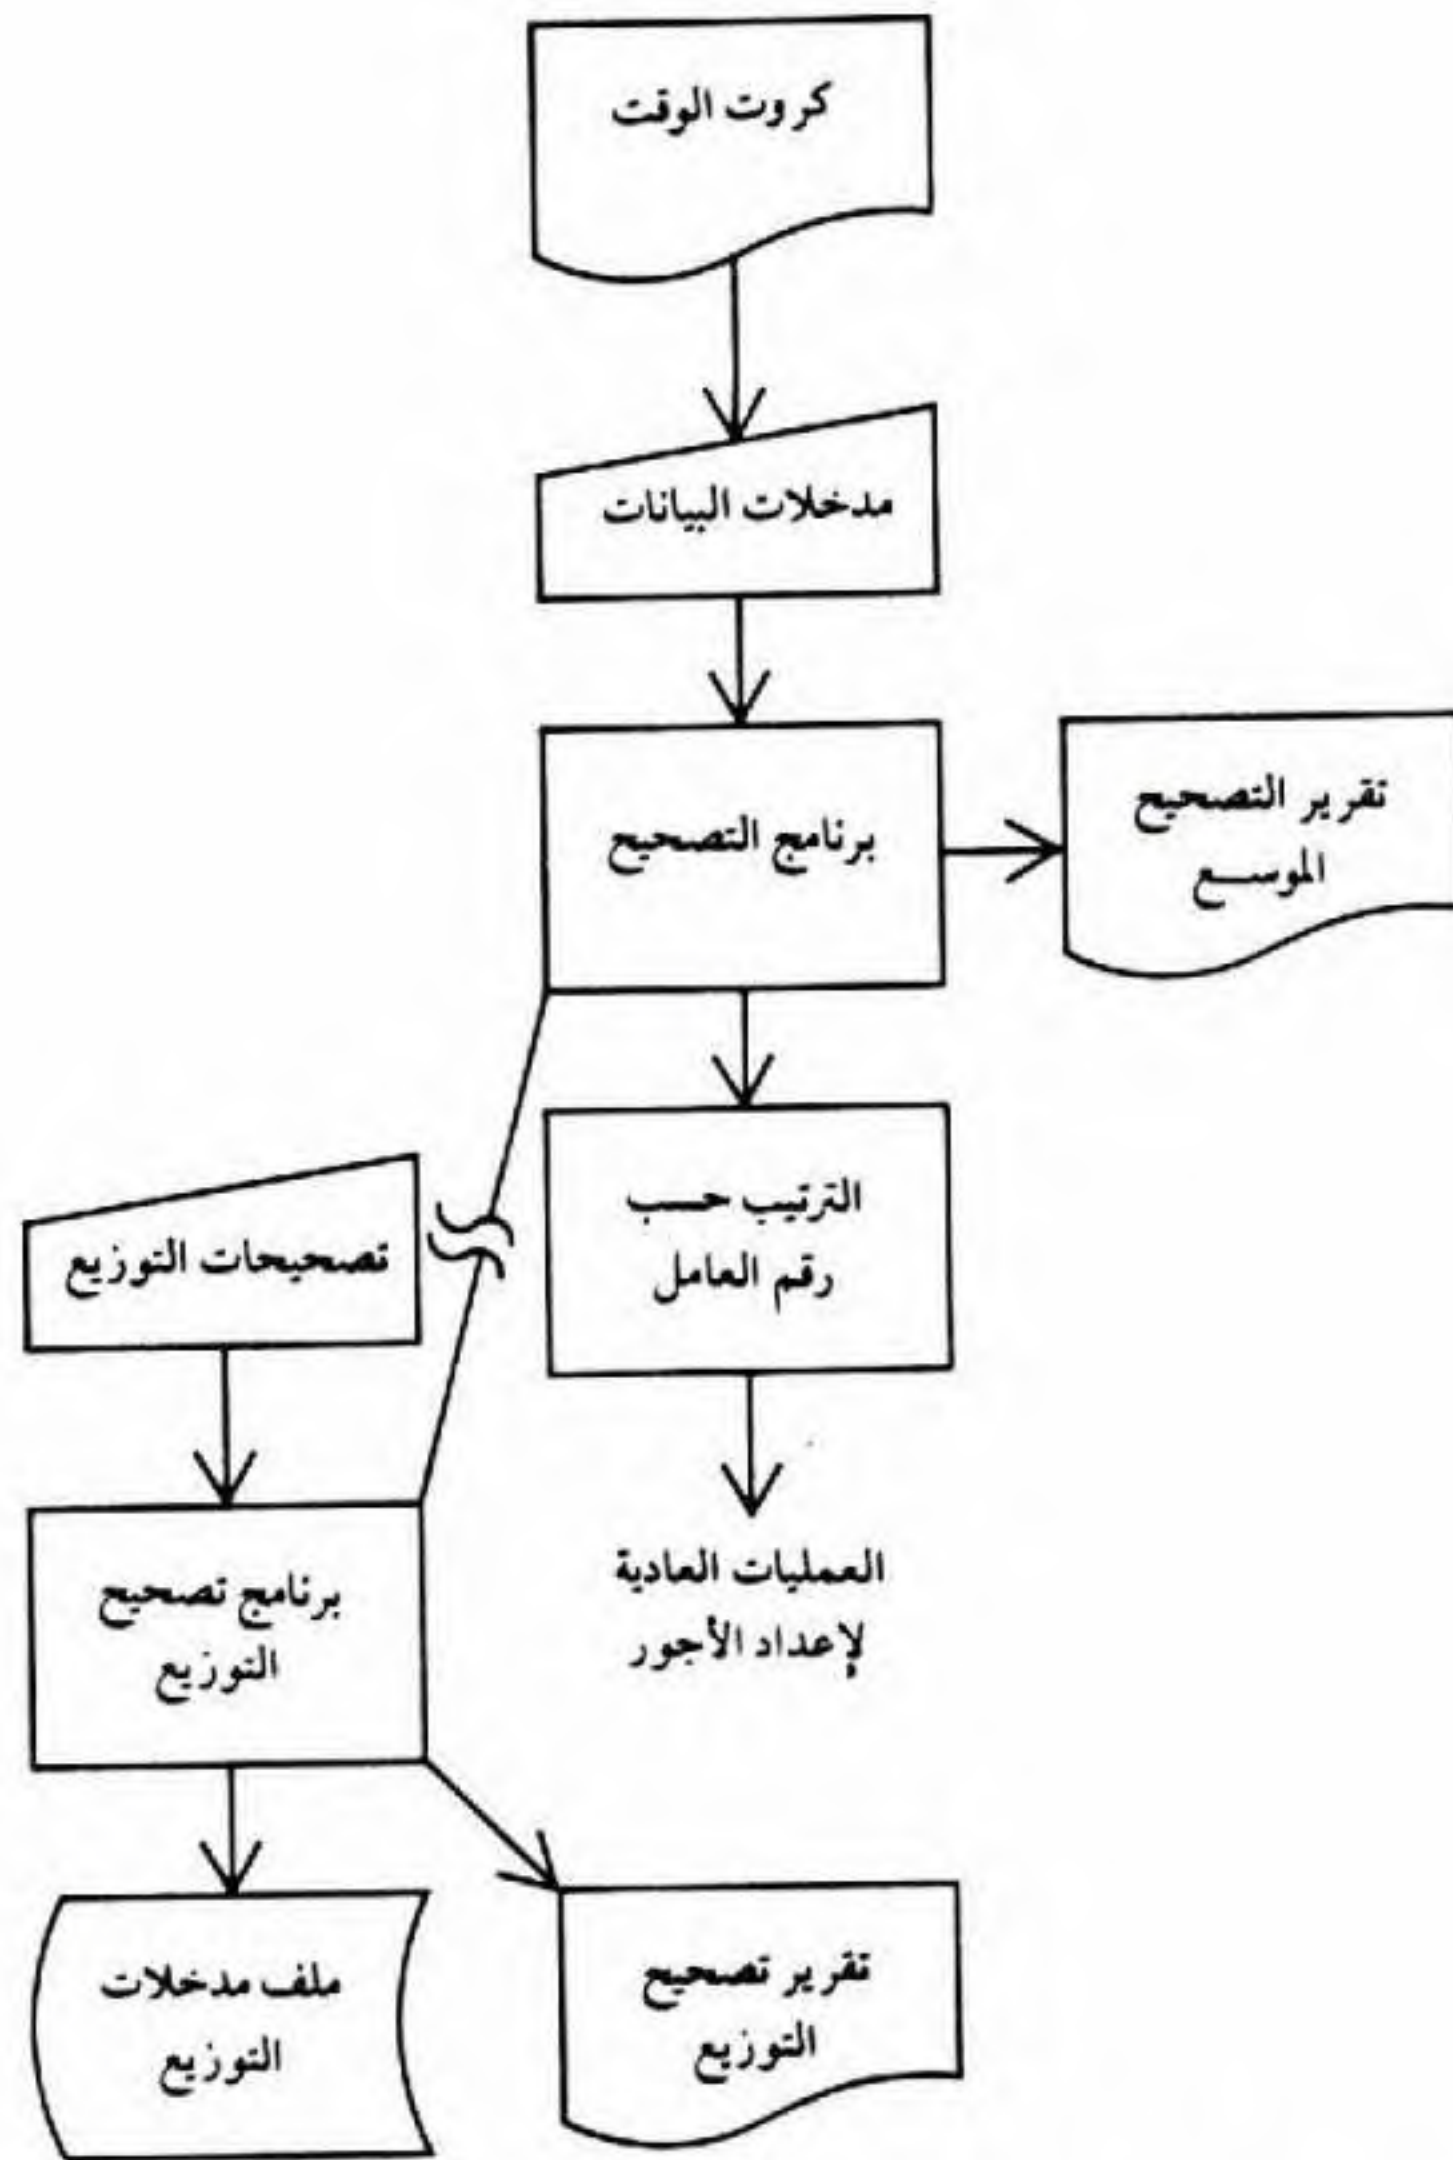 كروت الوقت
مدخلات البيانات
برنامج التصحيح
تقرير التصحيح
الموسع
الترتيب حسب
رقم العامل
تصحيحات التوزيع
العمليات العادية
لإعداد الأجور
برنامج تصحيح
التوزيع
تقرير تصحيح
التوزيع
ملف مدخلات
التوزيع